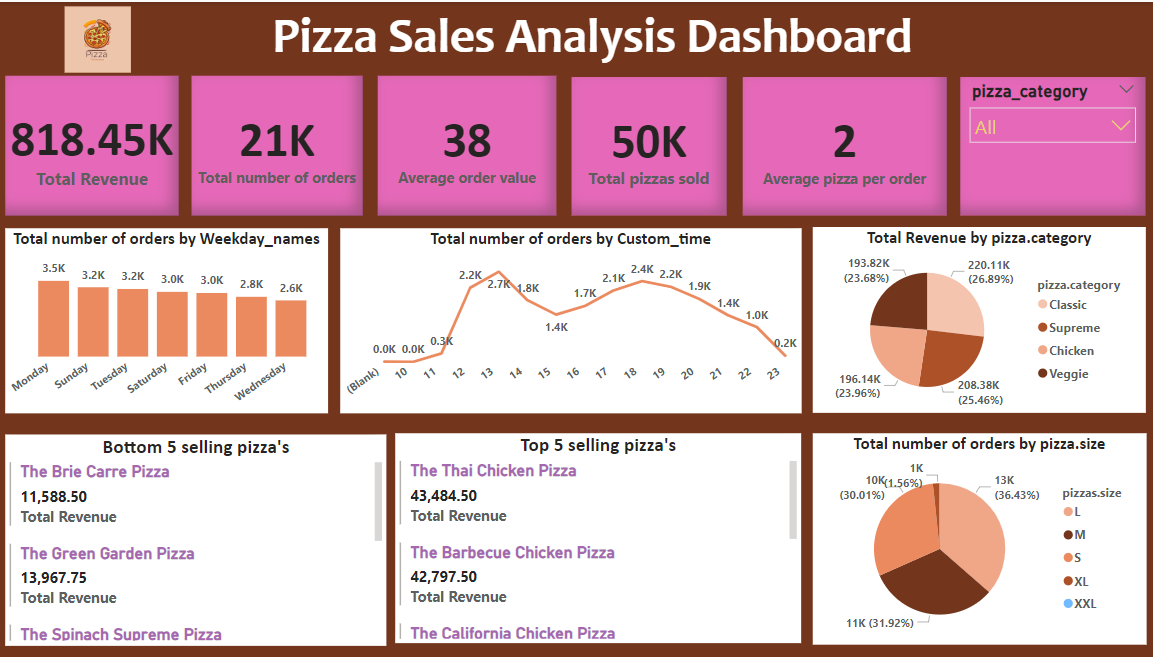 Pizza Sales Analysis Dashboard
Pizza
818.45K
Total Revenue
21K
Total number of orders
38
Average order value
50K
Total pizzas sold
2
Average pizza per order
pizza_category
All
Total number of orders by Weekday_names
3.5K
3.2K
3.2K
3.0K
3.0K
2.8K
2.6K
Monday
Sunday
Tuesday
Saturday
Friday
Thursday
Wednesday
Total number of orders by Custom_time
0.0K
0.0K
0.3K
2.2K
2.7K
1.8K
1.4K
1.7K
2.1K
2.4K
2.2K
1.9K
1.4K
1.0K
0.2K
(Blank)
10
11
12
13
14
15
16
17
18
19
20
21
22
23
Total Revenue by pizza.category
193.82K
(23.68%)
220.11K
(26.89%)
196.14K
(23.96%)
208.38K
(25.46%)
pizza.category
Classic
Supreme
Chicken
Veggie
Bottom 5 selling pizza's
The Brie Carre Pizza
11,588.50
Total Revenue
The Green Garden Pizza
13,967.75
Total Revenue
The Spinach Supreme Pizza
Top 5 selling pizza's
The Thai Chicken Pizza
43,484.50
Total Revenue
The Barbecue Chicken Pizza
42,797.50
Total Revenue
The California Chicken Pizza
Total number of orders by pizza.size
1K
(1.56%)
10K
(30.01%)
13K
(36.43%)
11K (31.92%)
pizzas.size
L
M
S
XL
XXL